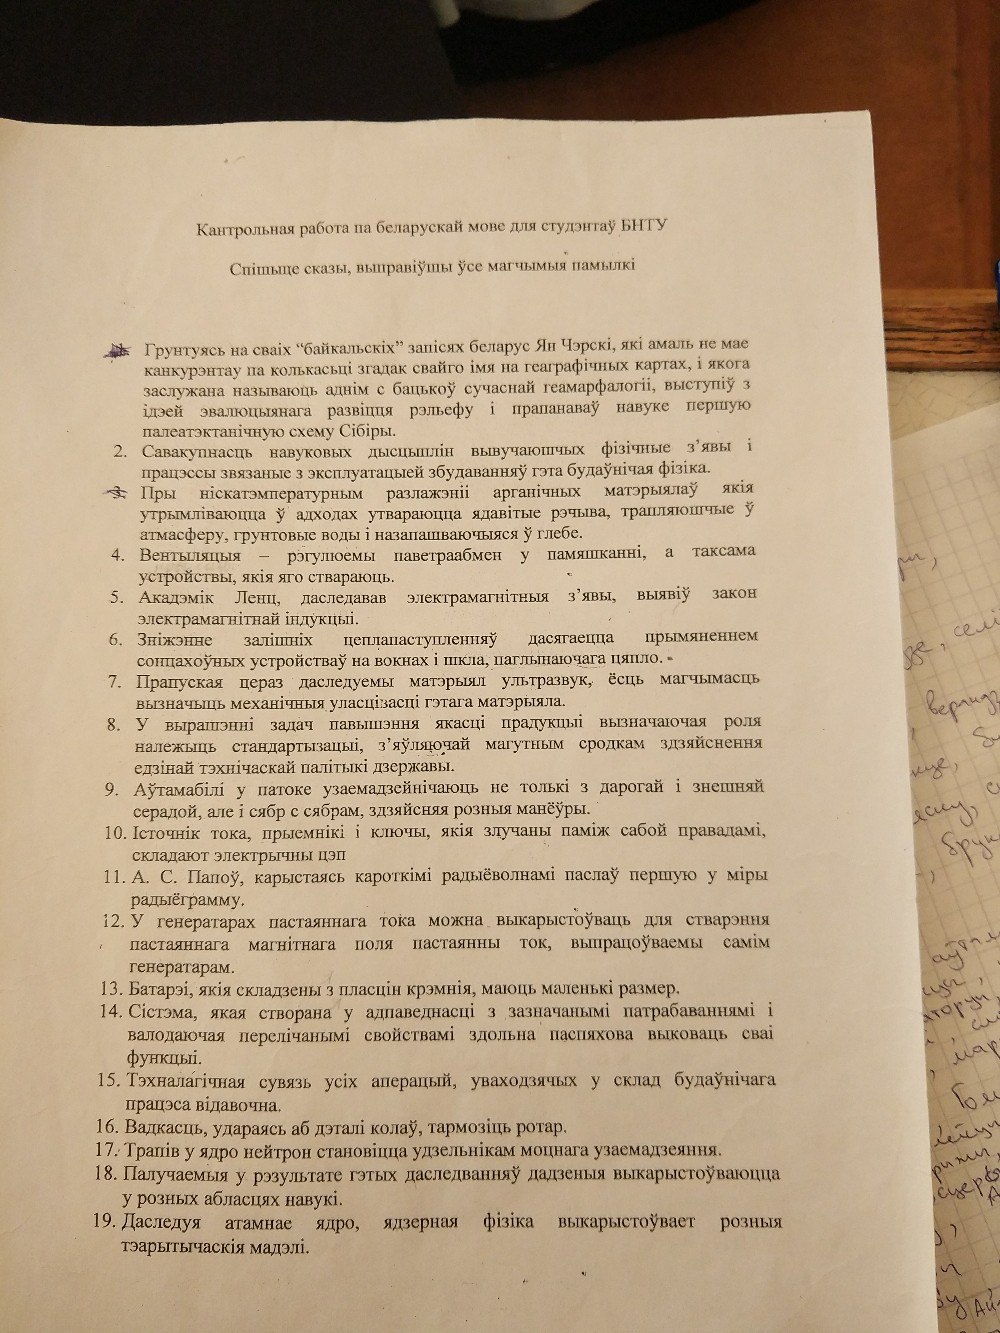 Кантрольная работа па беларускай мове для студэнтаў БНТУ
Спішыце сказы, выправіўшы ўсе магчымыя памылкі
Грунтуясь на сваіх “байкальскіх” запісях беларус Ян Чэрскі, які амаль не мае
канкурэнтау па колькасьці згадак свайго імя на геаграфічных картах, і якога
заслужана называюць аднім с бацькоў сучаснай геамарфалогіі, выступіў з
ідэей эвалюцыянага развіцця рэльефу і прапанаваў навуке першую
палеатэктанічную схему Сібіры.
2. Савакупнасць навуковых дысцыплін вывучаюшчых фізічные з’явы і
працэссы звязаные з эксплуатацыей збудаванняў гэта будаўнічая фізіка.
Пры ніскатэмпературным разлажэніі арганічных матэрыялаў якія
утрымліваюцца ў адходах утвараюцца ядавітые рэчыва, трапляюшчые ў
атмасферу, грунтовые воды і назапашваючыяся ў глебе.
4. Вентыляцыя – рэгулюемы паветраабмен у памяшканні, а таксама
устройствы, якія яго ствараюць.
5. Акадэмік Ленц, даследавав электрамагнітныя з’явы, выявіў закон
электрамагнітнай індукцыі.
6. Зніжэнне залішніх цеплапаступленняў дасягаецца прымяненнем
сонцахоўных устройстваў на вокнах і шкла, паглынаючага цяпло.
7. Прапуская цераз даследуемы матэрыял ультразвук, ёсць магчымасць
вызначыць механічныя уласцівасці гэтага матэрыяла.
8. У вырашэнні задач павышэння якасці прадукцыі вызначаючая роля
належыць стандартызацыі, з’яўляючай магутным сродкам здзяйснення
едзінай тэхнічаскай палітыкі дзержавы.
9. Аўтамабілі у патоке узаемадзейнічаюць не толькі з дарогай і знешняй
серадой, але і сябр с сябрам, здзяйсняя розныя манёўры.
10. Істочнік тока, прыемнікі і ключы, якія злучаны паміж сабой правадамі,
складают электрычны цэп
11. А. С. Папоў, карыстаясь кароткімі радыёволнамі паслаў першую у міры
радыёграмму.
12. У генератарах пастаяннага тока можна выкарыстоўваць для стварэння
пастаяннага магнітнага поля пастаянны ток, выпрацоўваемы самім
генератарам.
13. Батарэі, якія складзены з пласцін крэмнія, маюць маленькі размер.
14. Сістэма, якая створана у адпаведнасці з зазначанымі патрабаваннямі і
валодаючая перелічанымі свойствамі здольна паспяхова выковаць сваі
функцыі.
15. Тэхналагічная сувязь усіх аперацый, уваходзячых у склад будаўнічага
працэса відавочна.
16. Вадкасць, удараясь аб дэталі колаў, тармозіць ротар.
17. Трапів у ядро нейтрон становіцца удзельнікам моцнага узаемадзеяння.
18. Палучаемыя у рэзультате гэтых даследванняў дадзеныя выкарыстоўваюцца
у розных абласцях навукі.
19. Даследуя атамнае ядро, ядзерная фізіка выкарыстоўвает розныя
тэарытычаскія мадэлі.